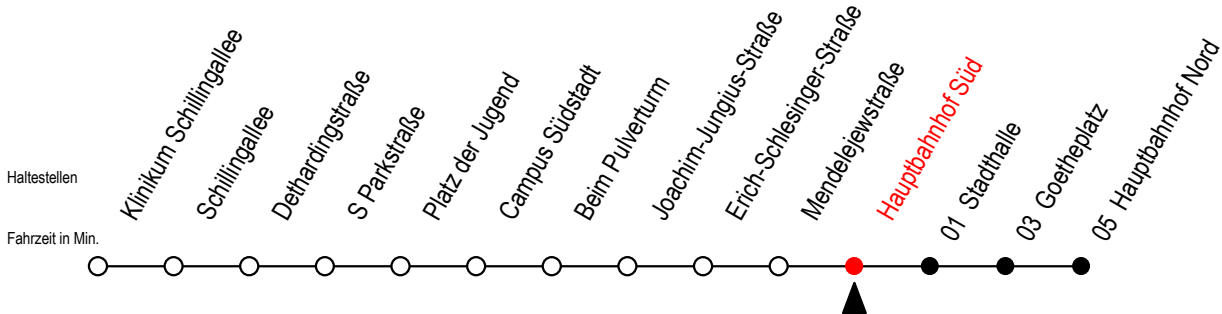 Haltestellen
Fahrzeit in Min.
Klinikum Schillingallee
Schillingallee
Dethardingstraße
S Parkstraße
Platz der Jugend
Campus Südstadt
Beim Pulverturm
Joachim-Jungius-Straße
Erich-Schlesinger-Straße
Mendelejewstraße
Hauptbahnhof Süd
01 Stadthalle
03 Goetheplatz
05 Hauptbahnhof Nord